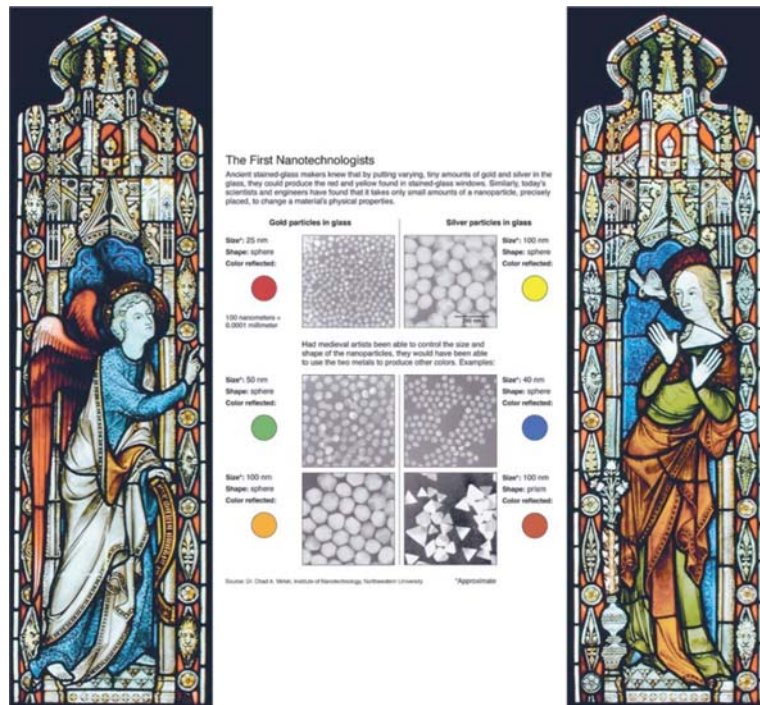 The First Nanotechnologists
Ancient stained-glass makers knew that by putting varying, tiny amounts of gold and silver in the
glass, they could produce the red and yellow found in stained-glass windows. Similarly, today's
scientists and engineers have found that it takes only small amounts of a nanoparticle, precisely
placed, to change a material's physical properties.
Gold particles in glass
Silver particles in glass
Size*: 25 nm
Shape: sphere
Color reflected:
100 nanometers =
0.0001 millimeter
Size*: 100 nm
Shape: sphere
Color reflected:
Had medieval artists been able to control the size and
shape of the nanoparticles, they would have been able
to use the two metals to produce other colors. Examples:
Size*: 50 nm
Shape: sphere
Color reflected:
Size*: 40 nm
Shape: sphere
Color reflected:
Size*: 100 nm
Shape: sphere
Color reflected:
Size*: 100 nm
Shape: prism
Color reflected:
Source: Dr. Chad A. Mirkin, Institute of Nanotechnology, Northwestern University
*Approximate